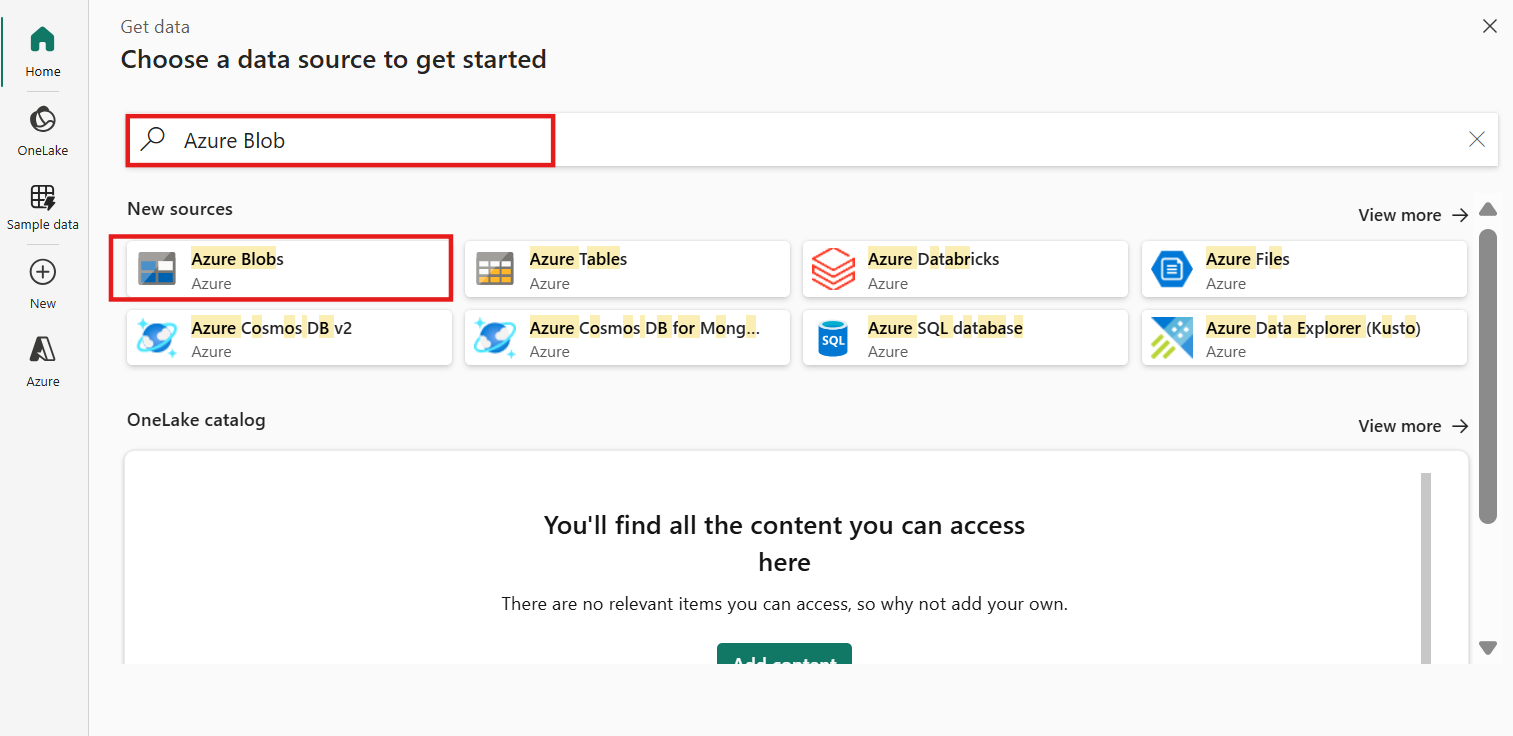 Get data
Choose a data source to get started
Home
OneLake
Sample data
New
Azure
Azure Blob
New sources
View more
Azure Blobs
Azure
Azure Tables
Azure
Azure Databricks
Azure
Azure Files
Azure
Azure Cosmos DB v2
Azure
Azure Cosmos DB for Mong...
Azure
SQL
Azure SQL database
Azure
Azure Data Explorer (Kusto)
Azure
OneLake catalog
View more
You'll find all the content you can access
here
There are no relevant items you can access, so why not add your own.
Add content